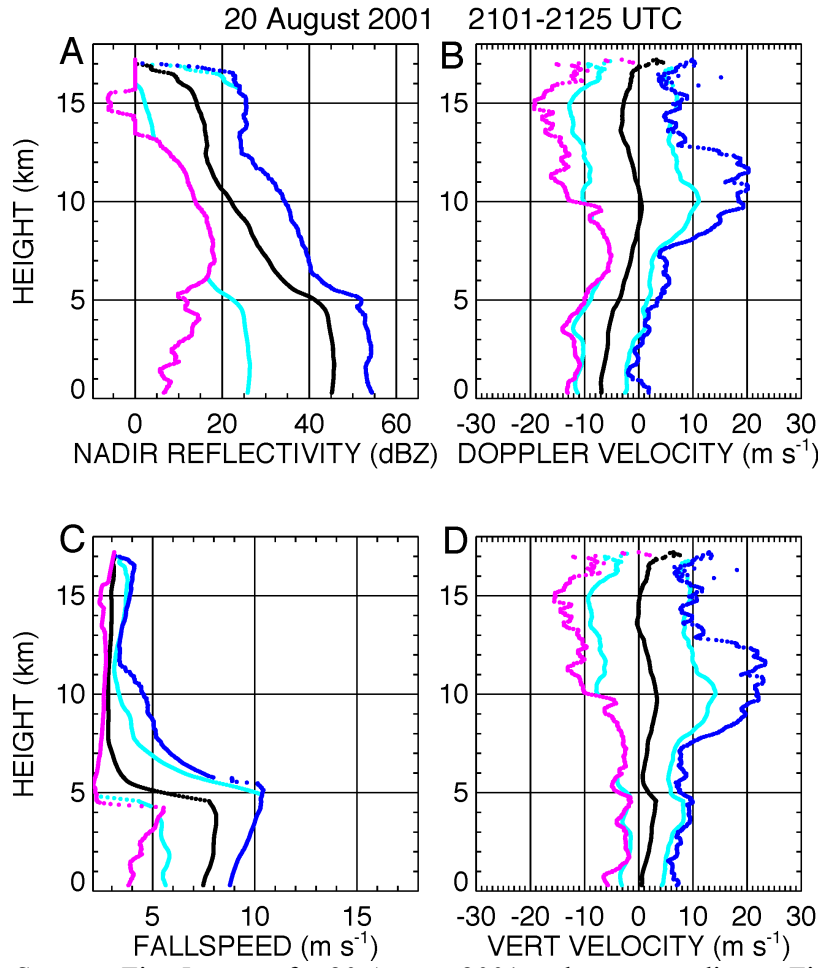 20 August 2001 2101-2125 UTC
A
B
HEIGHT (km)
15
10
5
0
0 20 40 60
NADIR REFLECTIVITY (dBZ)
15
10
5
0
-30 -20 -10 0 10 20 30
DOPPLER VELOCITY (m s-1)
C
D
HEIGHT (km)
15
10
5
0
5 10 15
FALLSPEED (m s-1)
15
10
5
0
-30 -20 -10 0 10 20 30
VERT VELOCITY (m s-1)